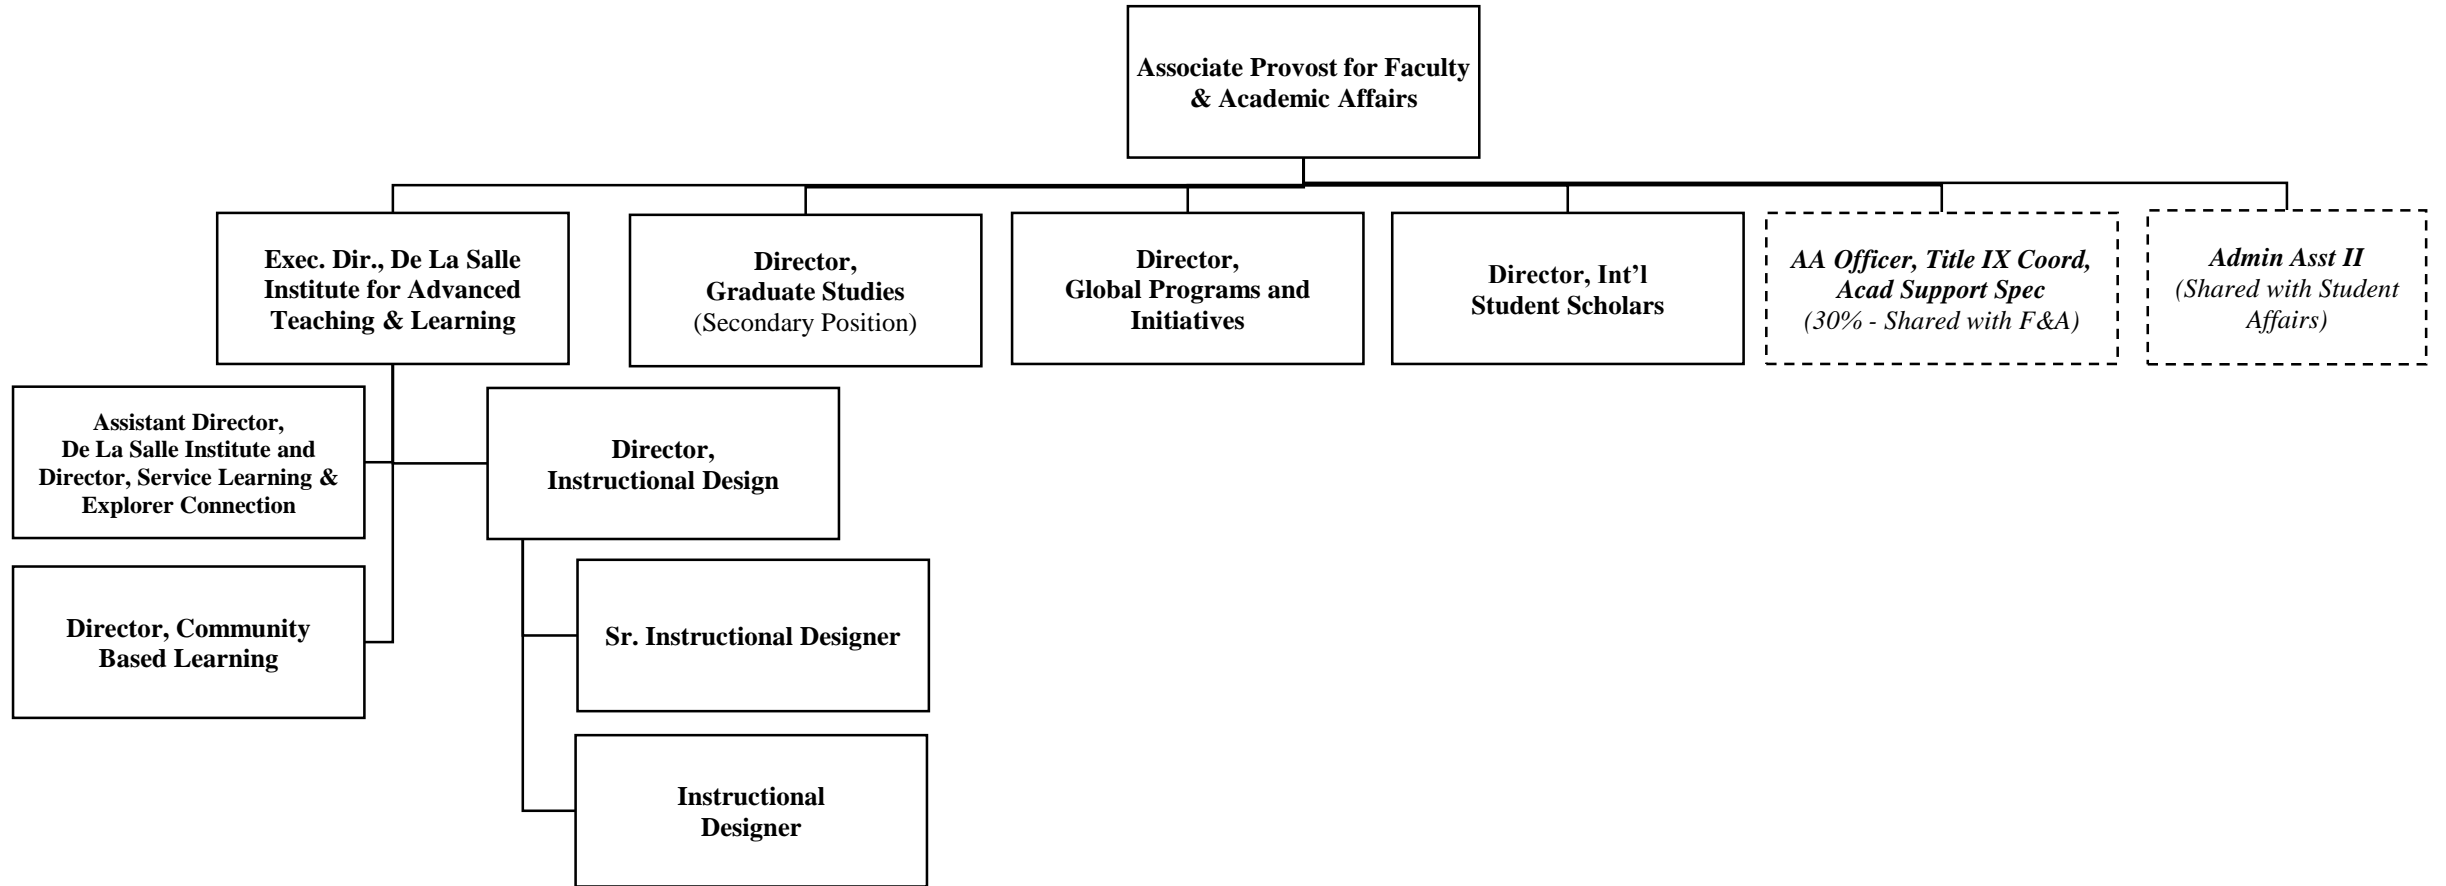 Associate Provost for Faculty
& Academic Affairs
Exec. Dir., De La Salle
Institute for Advanced
Teaching & Learning
Director,
Graduate Studies
(Secondary Position)
Director,
Global Programs and
Initiatives
Director, Int’l
Student Scholars
AA Officer, Title IX Coord,
Acad Support Spec
(30% - Shared with F&A)
Admin Asst II
(Shared with Student
Affairs)
Assistant Director,
De La Salle Institute and
Director, Service Learning &
Explorer Connection
Director,
Instructional Design
Director, Community
Based Learning
Sr. Instructional Designer
Instructional
Designer